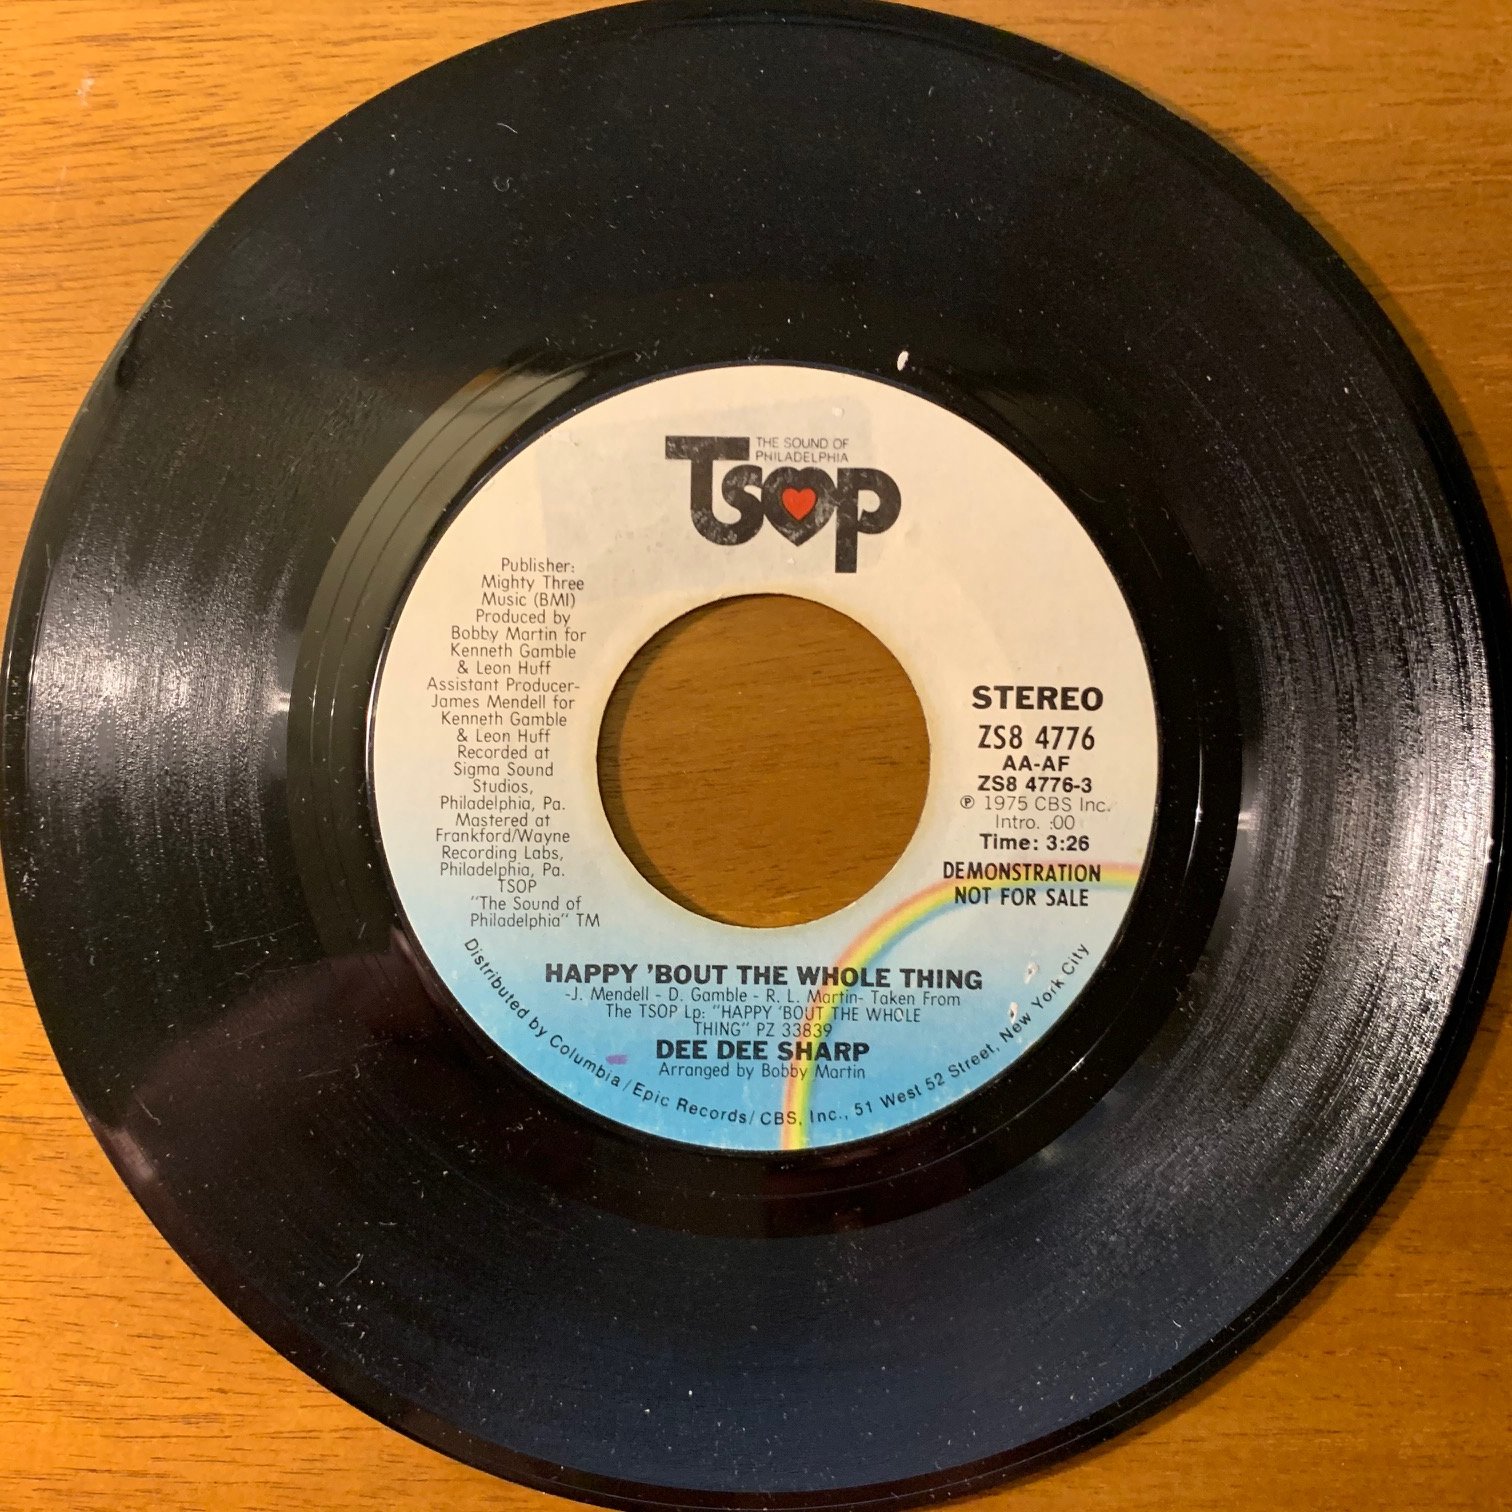 THE SOUND OF
PHILADELPHIA
TSOP
Publisher:
Mighty Three
Music (BMI)
Produced by
Bobby Martin for
Kenneth Gamble
& Leon Huff
Assistant Producer-
James Mendell for
Kenneth Gamble
& Leon Huff
Recorded at
Sigma Sound
Studios,
Philadelphia, Pa.
Mastered at
Frankford/Wayne
Recording Labs,
Philadelphia, Pa.
TSOP
"The Sound of
Philadelphia" TM
STEREO
ZS8 4776
AA-AF
ZS8 4776-3
℗ 1975 CBS Inc.
Intro. :00
Time: 3:26
DEMONSTRATION
NOT FOR SALE
HAPPY 'BOUT THE WHOLE THING
-J. Mendell - D. Gamble - R. L. Martin- Taken From
The TSOP Lp: "HAPPY 'BOUT THE WHOLE
THING" PZ 33839
DEE DEE SHARP
Arranged by Bobby Martin
Distributed by Columbia/Epic Records/CBS, Inc., 51 West 52 Street, New York City